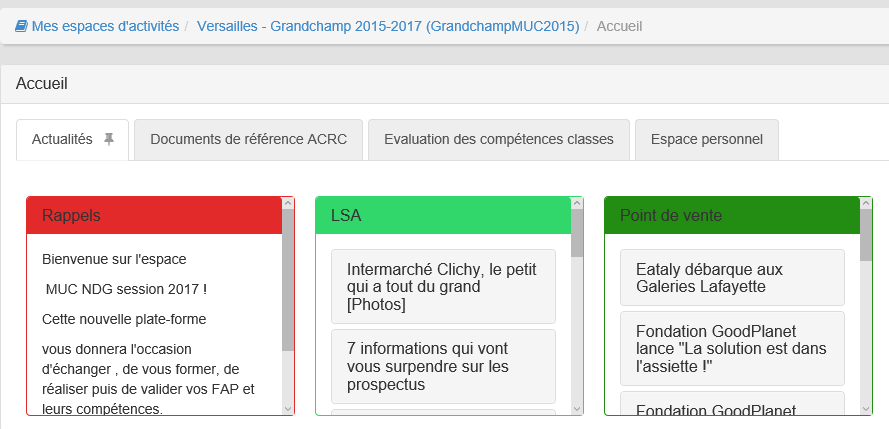 Mes espaces d'activités / Versailles - Grandchamp 2015-2017 (GrandchampMUC2015) / Accueil
Accueil
Actualités
Documents de référence ACRC
Evaluation des compétences classes
Espace personnel
Rappels
Bienvenue sur l'espace
MUC NDG session 2017 !
Cette nouvelle plate-forme
vous donnera l'occasion
d'échanger , de vous former, de
réaliser puis de valider vos FAP et
leurs compétences.
LSA
Intermarché Clichy, le petit
qui a tout du grand
[Photos]
7 informations qui vont
vous surpendre sur les
prospectus
Point de vente
Eataly débarque aux
Galeries Lafayette
Fondation GoodPlanet
lance "La solution est dans
l'assiette !"
Fondation GoodPlanet